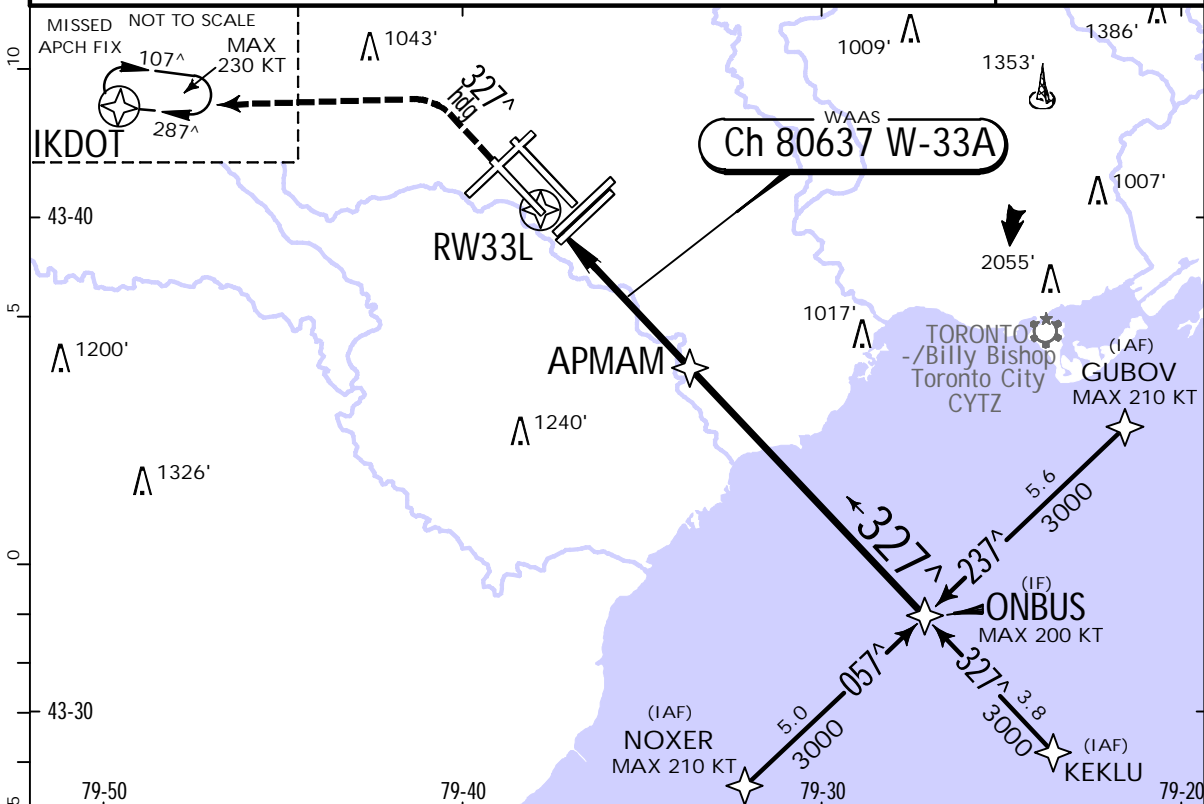 MISSED
APCH FIX
NOT TO SCALE
MAX
230 KT
107^
287^
IKDOT
327^
hdg
1043'
1009'
1386'
1353'
WAAS
Ch 80637 W-33A
1007'
2055'
1017'
RW33L
43-40
10
5
0
5
APMAM
1200'
1240'
1326'
TORONTO
-/Billy Bishop
Toronto City
CYTZ
(IAF)
GUBOV
MAX 210 KT
5.6
3000
237^
327^
(IF)
ONBUS
MAX 200 KT
057^
5.0
3000
327^
3.8
3000
(IAF)
NOXER
MAX 210 KT
(IAF)
KEKLU
43-30
79-50
79-40
79-30
79-20